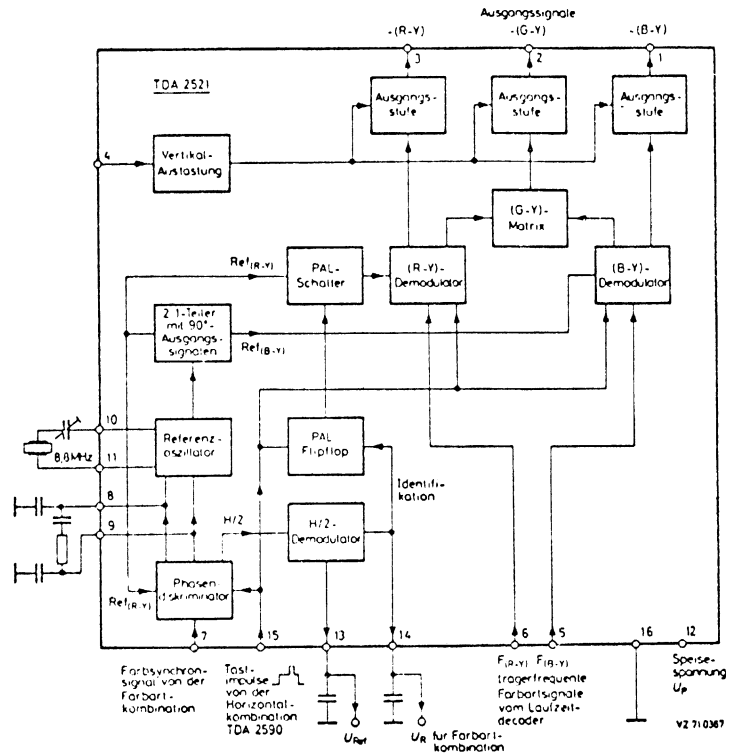 Ausgangssignale
-(R-Y)
-(G-Y)
-(B-Y)
3
2
1
TDA 2521
Ausgangs-
stufe
Ausgangs-
stufe
Ausgangs-
stufe
4
Vertikal-
Austastung
(G-Y)-
Matrix
Ref(R-Y)
PAL-
Schalter
(R-Y)-
Demodulator
(B-Y)-
Demodulator
2:1-Teiler
mit 90°-
Ausgangs-
signalen
Ref(B-Y)
10
8,8MHz
11
Referenz-
oszillator
PAL
Flipflop
Identifi-
kation
8
9
H/2
H/2-
Demodulator
Ref(R-Y)
Phasen-
diskriminator
7
15
13
14
6
5
16
12
Farbsynchron-
signal von der
Farbart-
kombination
Tast-
impulse
von der
Horizontal-
kombination
TDA 2590
URef
UR für Farbart-
kombination
F(R-Y) F(B-Y)
trägerfrequente
Farbartsignale
vom Laufzeit-
decoder
Speise-
spannung
UP
VZ 71 0367